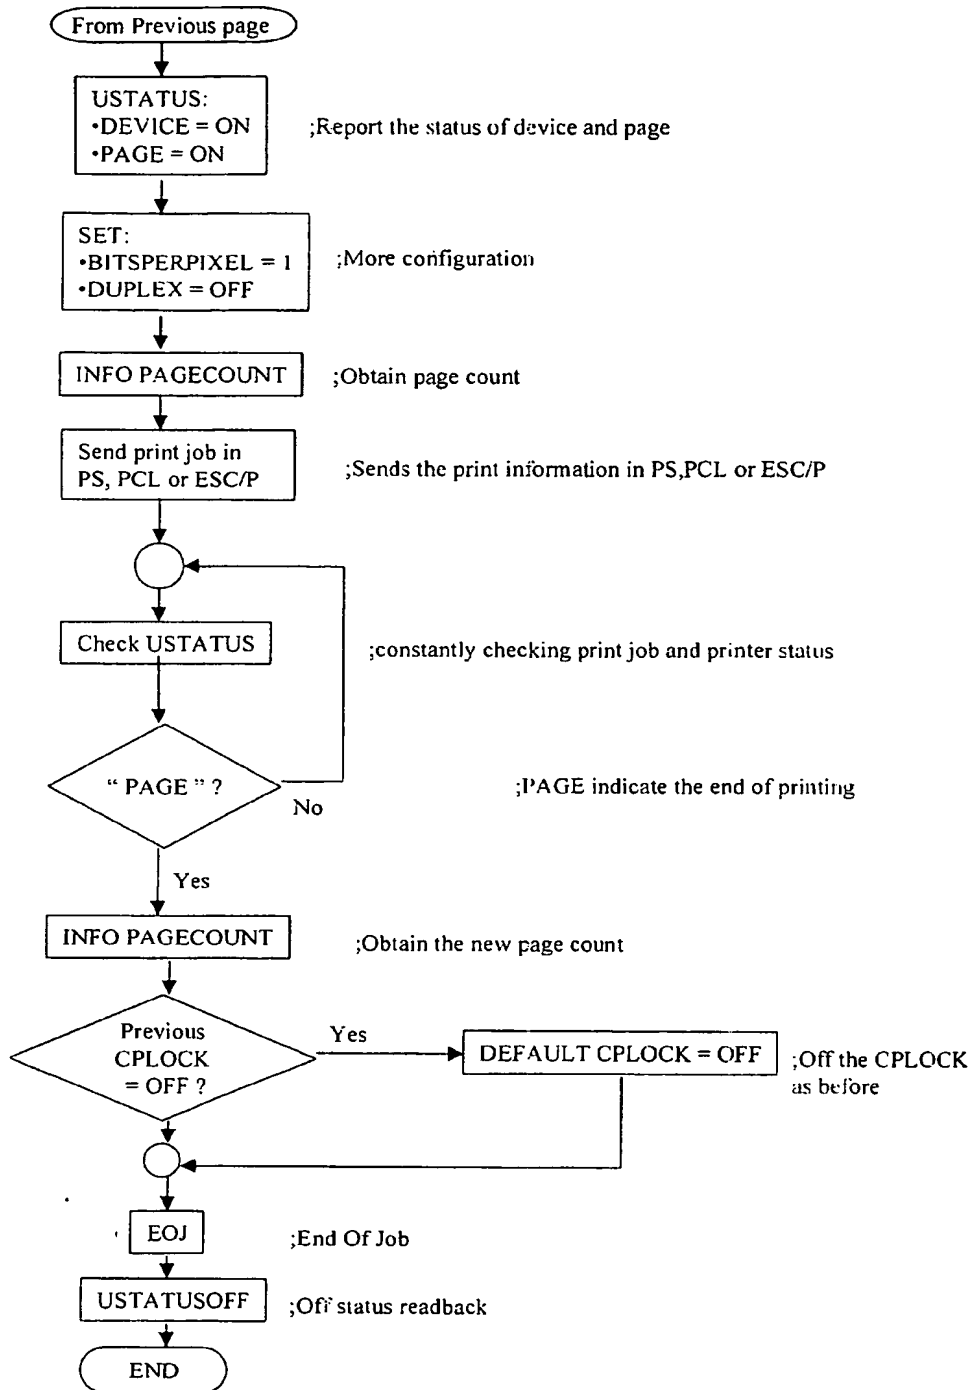 From Previous page
USTATUS:
•DEVICE = ON
•PAGE = ON
;Report the status of device and page
SET:
•BITSPERPIXEL = 1
•DUPLEX = OFF
;More configuration
INFO PAGECOUNT
;Obtain page count
Send print job in
PS, PCL or ESC/P
;Sends the print information in PS,PCL or ESC/P
Check USTATUS
;constantly checking print job and printer status
“ PAGE ” ?
No
;PAGE indicate the end of printing
Yes
INFO PAGECOUNT
;Obtain the new page count
Previous
CPLOCK
= OFF ?
Yes
DEFAULT CPLOCK = OFF
;Off the CPLOCK
as before
EOJ
;End Of Job
USTATUSOFF
;Off status readback
END